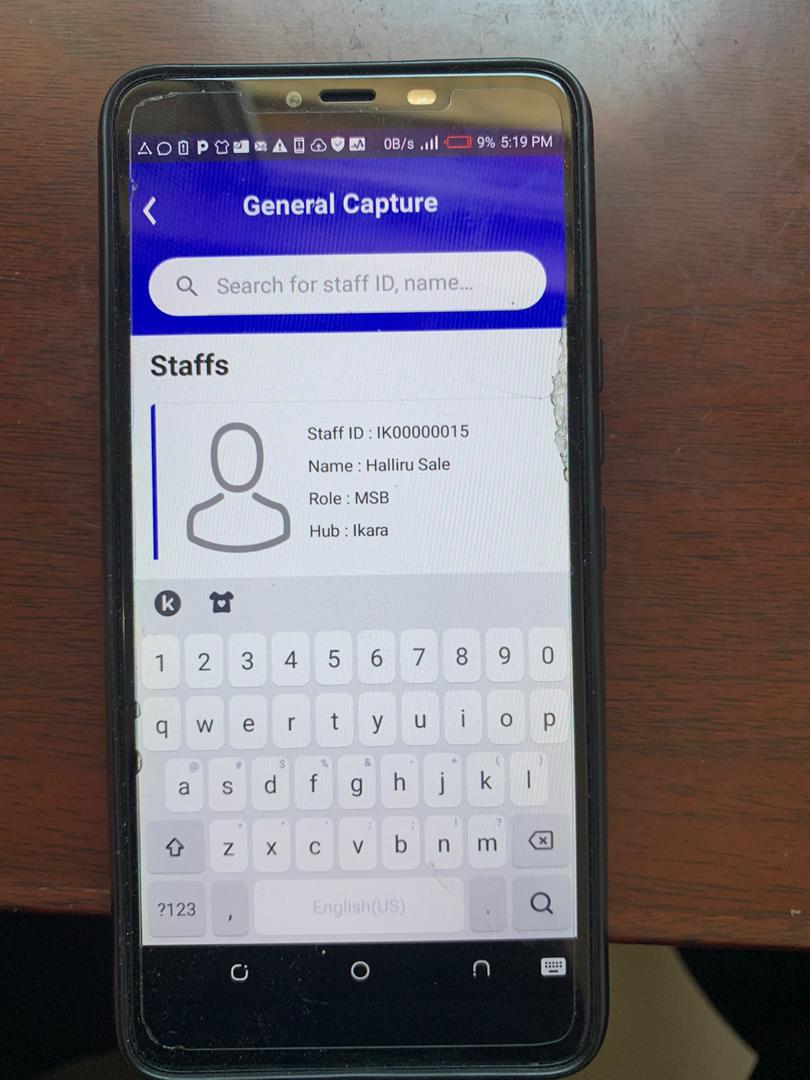 0B/s 9% 5:19 PM
General Capture
Search for staff ID, name...
Staffs
Staff ID : IK00000015
Name : Halliru Sale
Role : MSB
Hub : Ikara
k
1 2 3 4 5 6 7 8 9 0
q w e r t y u i o p
@ # $ % & - + ( )
a s d f g h j k l
* " ' : ; ! ?
z x c v b n m
?123 , English(US) .